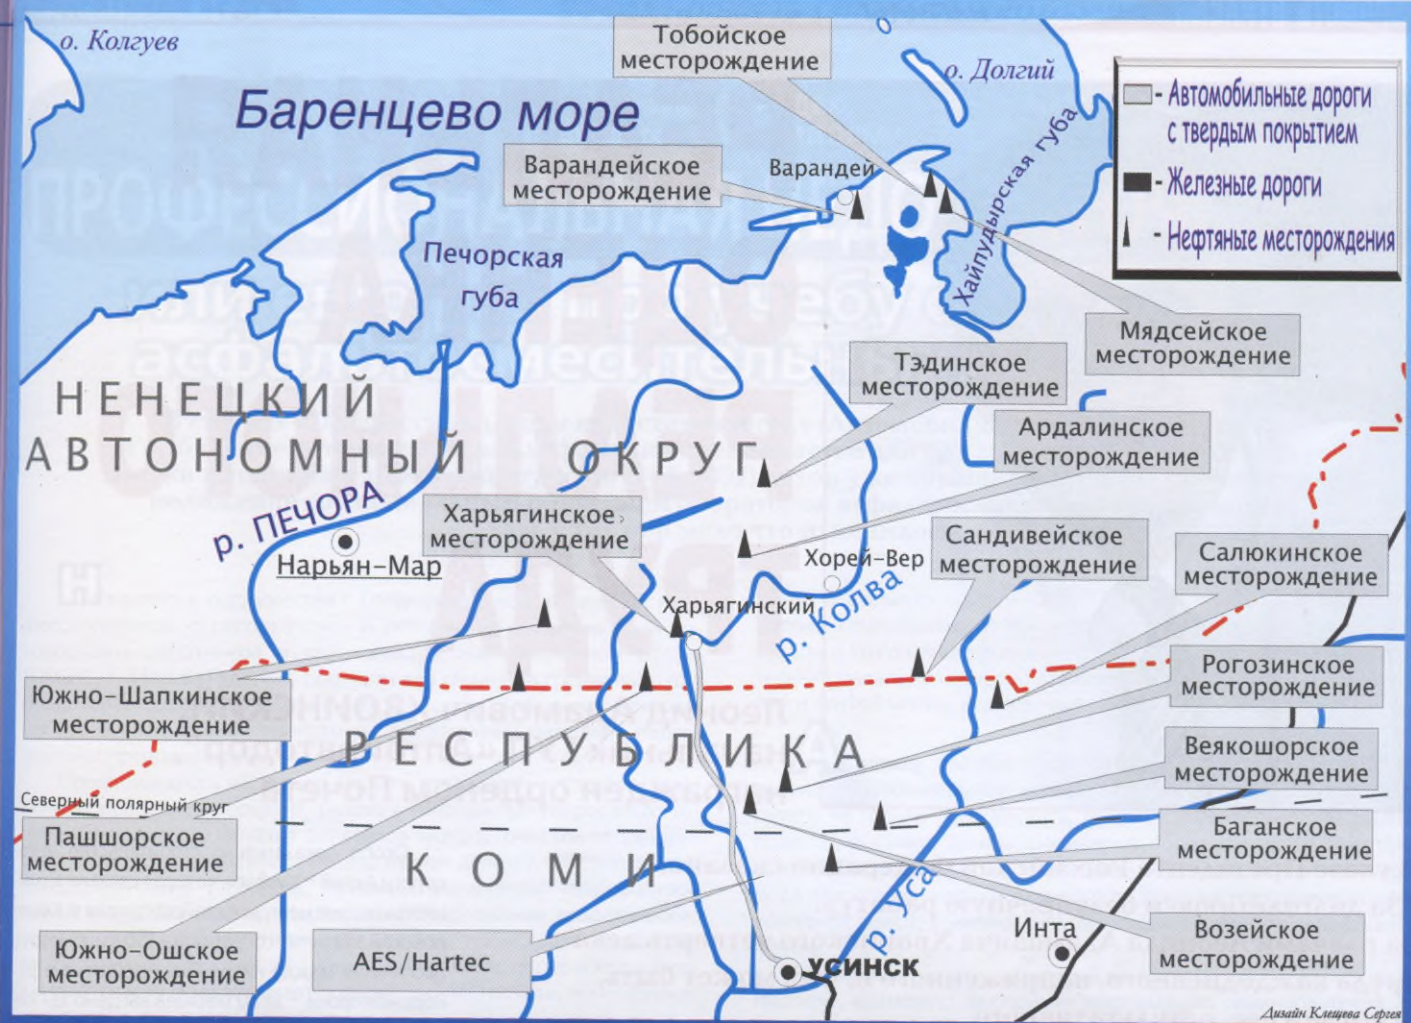 о. Колгуев
Тобойское
месторождение
о. Долгий
Баренцево море
- Автомобильные дороги
с твердым покрытием
- Железные дороги
- Нефтяные месторождения
Варандейское
месторождение
Варандей
Хайпудырская губа
Печорская
губа
Мядсейское
месторождение
Тэдинское
месторождение
НЕНЕЦКИЙ
АВТОНОМНЫЙ ОКРУГ
Ардалинское
месторождение
р. ПЕЧОРА
Нарьян-Мар
Харьягинское
месторождение
Хорей-Вер
Сандивейское
месторождение
Салюкинское
месторождение
Харьягинский
р. Колва
Южно-Шапкинское
месторождение
Рогозинское
месторождение
РЕСПУБЛИКА
КОМИ
Веякошорское
месторождение
Северный полярный круг
Пашшорское
месторождение
Баганское
месторождение
р. Уса
Южно-Ошское
месторождение
AES/Hartec
УСИНСК
Инта
Возейское
месторождение
Дизайн Клещева Сергея